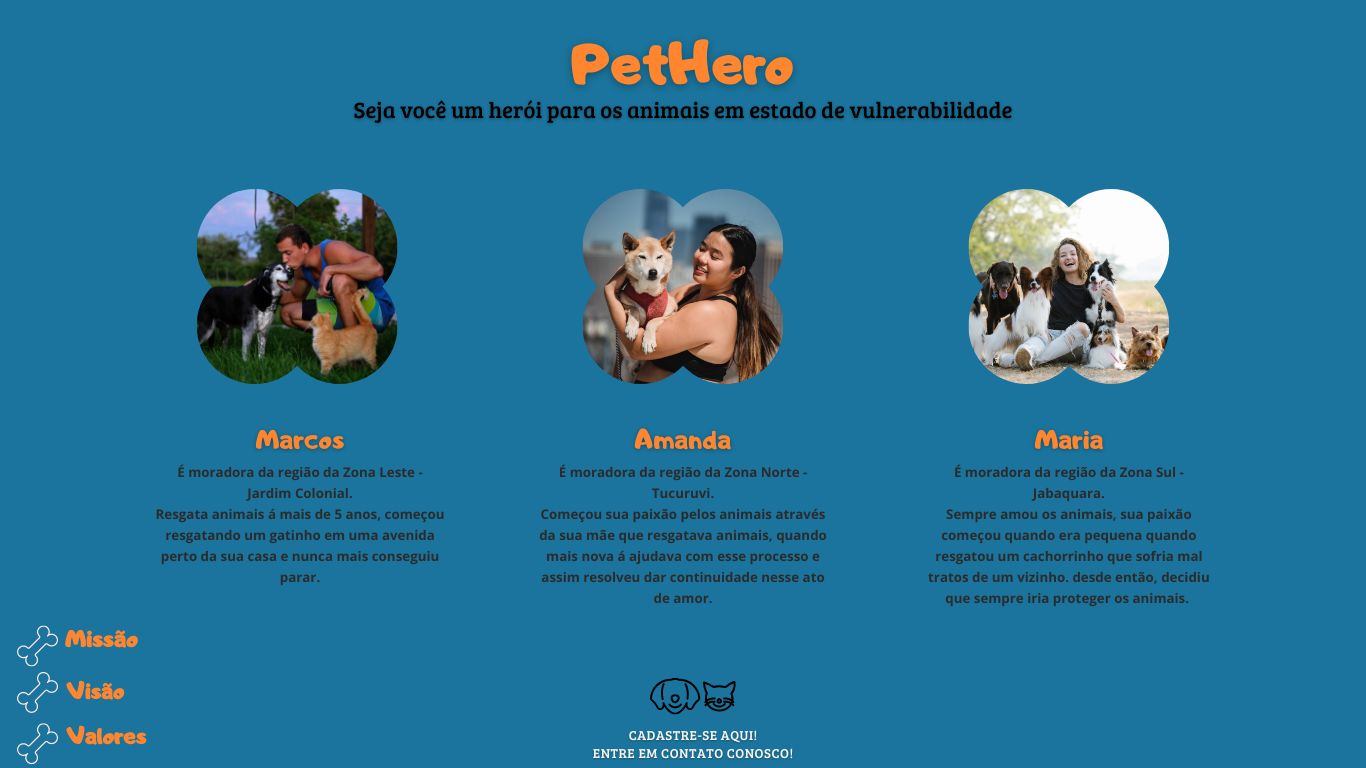 PetHero
Seja você um herói para os animais em estado de vulnerabilidade
Marcos
É moradora da região da Zona Leste -
Jardim Colonial.
Resgata animais á mais de 5 anos, começou
resgatando um gatinho em uma avenida
perto da sua casa e nunca mais conseguiu
parar.
Amanda
É moradora da região da Zona Norte -
Tucuruvi.
Começou sua paixão pelos animais através
da sua mãe que resgatava animais, quando
mais nova á ajudava com esse processo e
assim resolveu dar continuidade nesse ato
de amor.
Maria
É moradora da região da Zona Sul -
Jabaquara.
Sempre amou os animais, sua paixão
começou quando era pequena quando
resgatou um cachorrinho que sofria mal
tratos de um vizinho. desde então, decidiu
que sempre iria proteger os animais.
Missão
Visão
Valores
CADASTRE-SE AQUI!
ENTRE EM CONTATO CONOSCO!